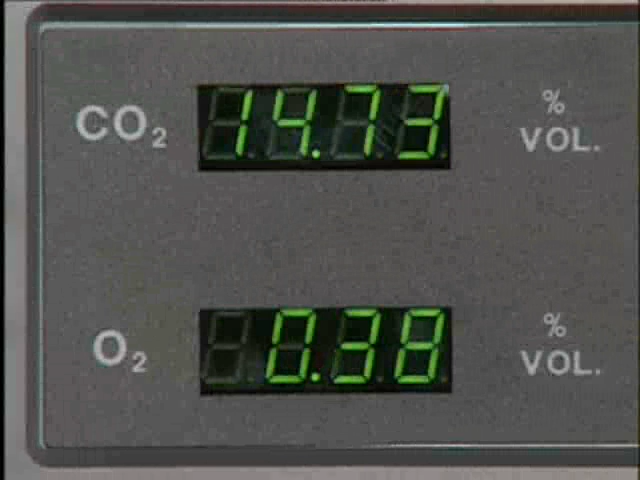 CO₂ 14.73 % VOL.
O₂ 0.38 % VOL.